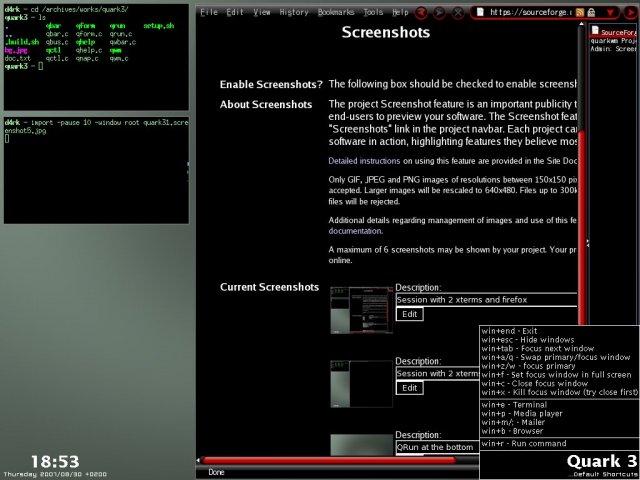 d4rk - cd /archives/works/quark3/
quark3 - ls
. qbar qform qrun setup.sh
.. qbar.c qform.c qrun.c
.build.sh qbus.c qhelp qwbar.c
bg.jpg qctl qhelp.c qwm
doc.txt qctl.c qnap.c qwm.c
quark3 -
d4rk - import -pause 10 -window root quark31.scre
enshot5.jpg
File Edit View History Bookmarks Tools Help https://sourceforge.
SourceForge
quarkwm Proj
Admin: Screen
Screenshots
Enable Screenshots? The following box should be checked to enable screensh
About Screenshots The project Screenshot feature is an important publicity t
end-users to preview your software. The Screenshot feat
"Screenshots" link in the project navbar. Each project can
software in action, highlighting features they believe mos
Detailed instructions on using this feature are provided in the Site Doc
Only GIF, JPEG and PNG images of resolutions between 150x150 pix
accepted. Larger images will be rescaled to 640x480. Files up to 300k
files will be rejected.
Additional details regarding management of images and use of this fe
documentation.
A maximum of 6 screenshots may be shown by your project. Your pr
online.
Current Screenshots
Description:
Session with 2 xterms and firefox
Edit
Description:
Session with 2 xterms
Edit
Description:
QRun at the bottom
Edit
Done
win+end - Exit
win+esc - Hide windows
win+tab - Focus next window
win+a/q - Swap primary/focus window
win+z/w - focus primary
win+f - Set focus window in full screen
win+c - Close focus window
win+x - Kill focus window (try close first)
win+e - Terminal
win+p - Media player
win+m/; - Mailer
win+b - Browser
win+r - Run command
18:53
Thursday 2007/08/30 +0200
Quark 3
...Default Shortcuts